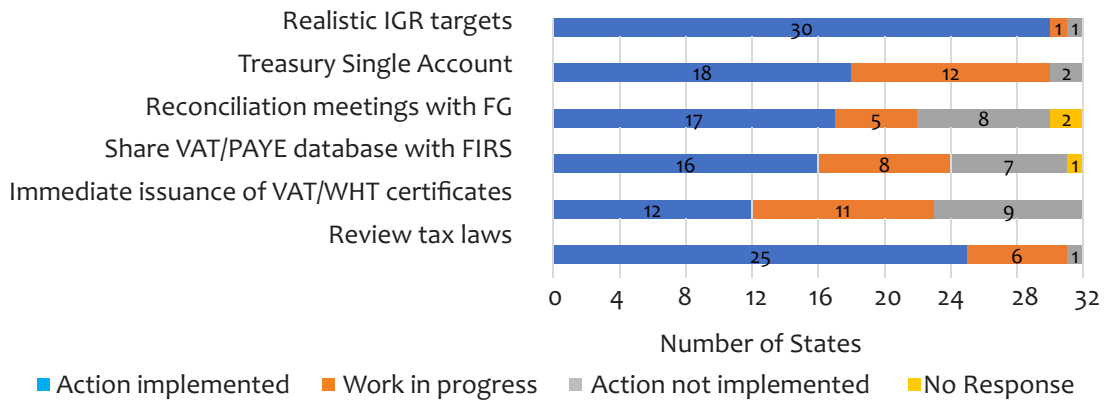 Realistic IGR targets
30 1 1
Treasury Single Account
18 12 2
Reconciliation meetings with FG
17 5 8 2
Share VAT/PAYE database with FIRS
16 8 7 1
Immediate issuance of VAT/WHT certificates
12 11 9
Review tax laws
25 6 1
0 4 8 12 16 20 24 28 32
Number of States
Action implemented Work in progress Action not implemented No Response